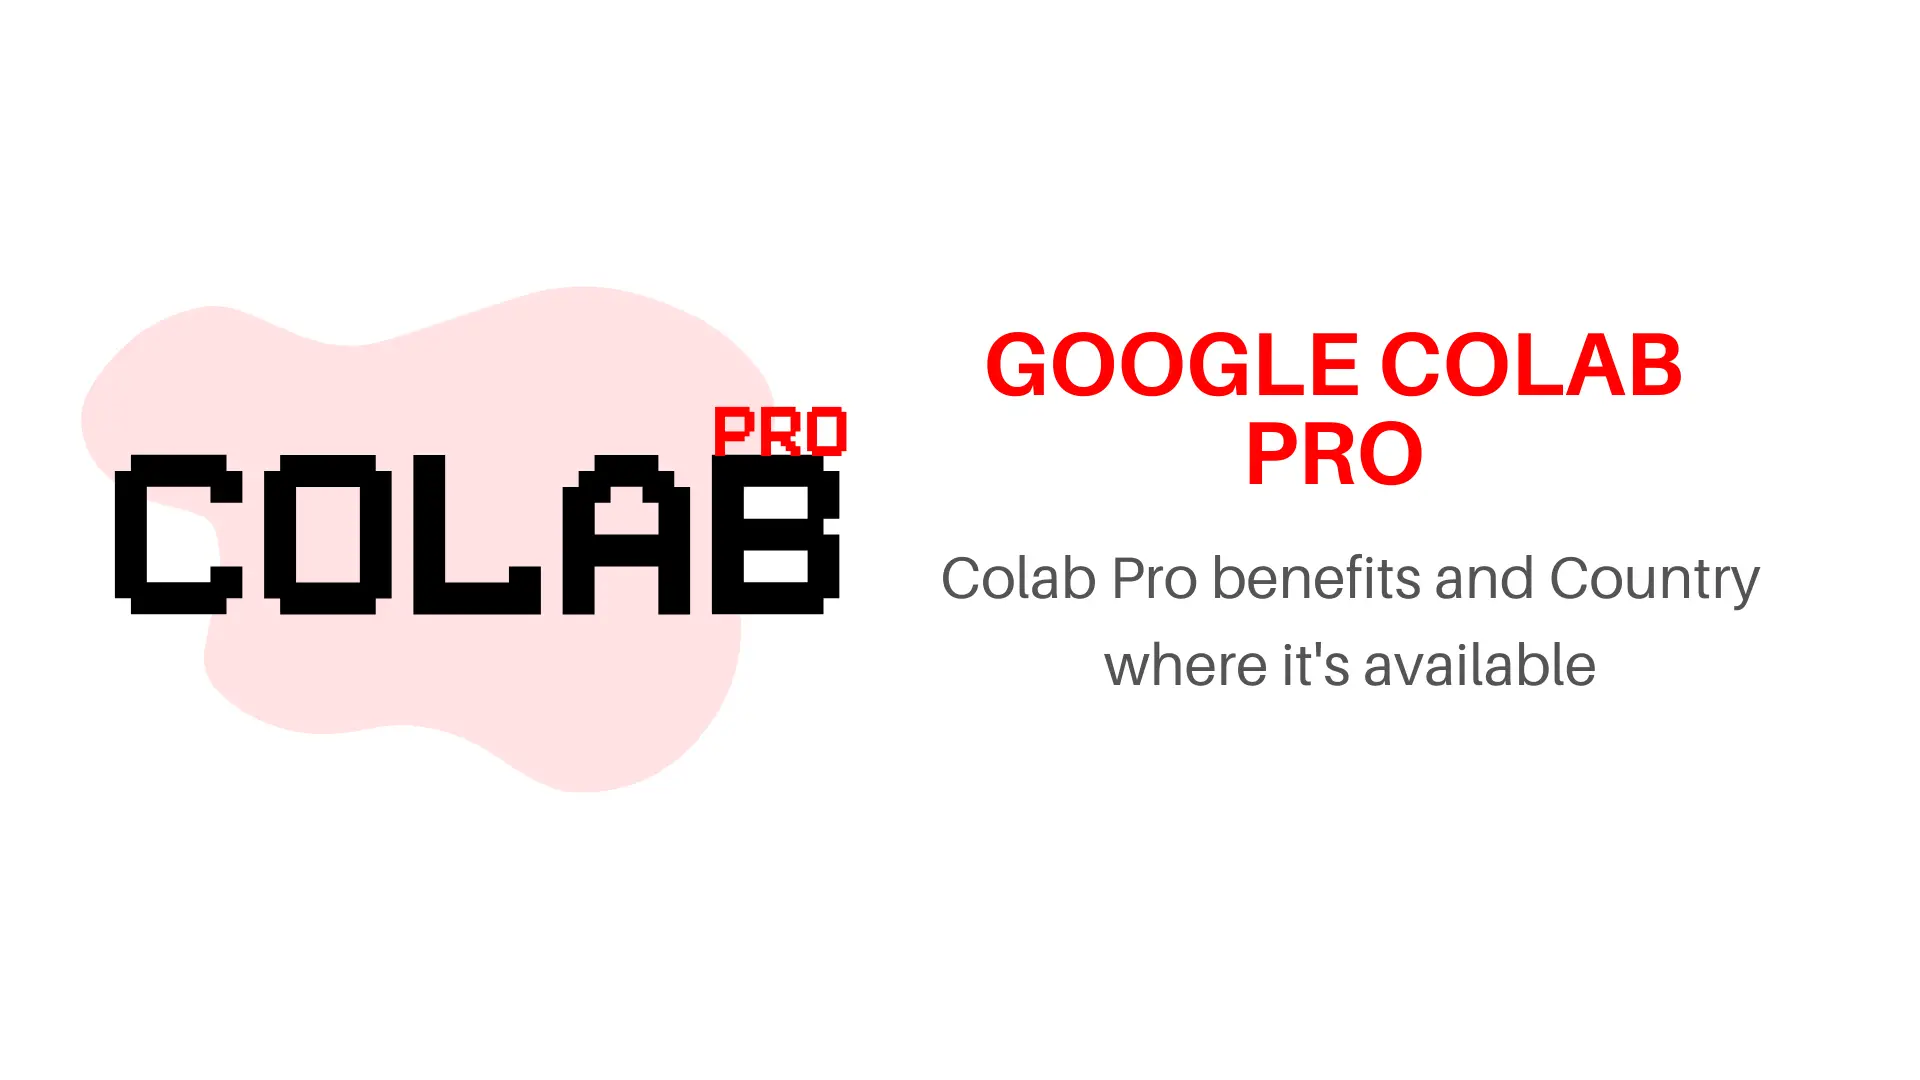 PRO
COLAB
GOOGLE COLAB
PRO
Colab Pro benefits and Country
where it's available